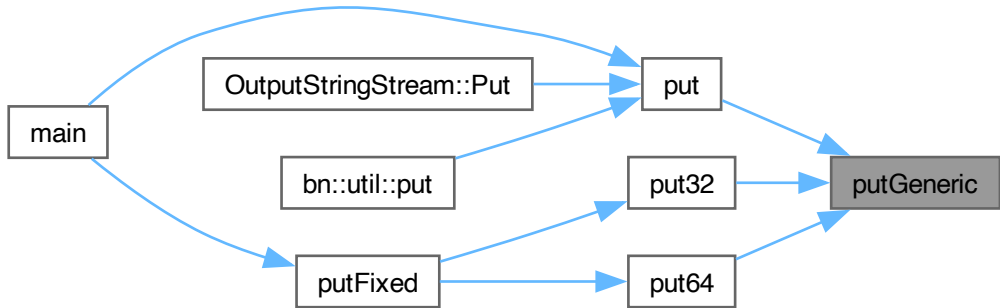 main
OutputStringStream::Put
bn::util::put
putFixed
put
put32
put64
putGeneric